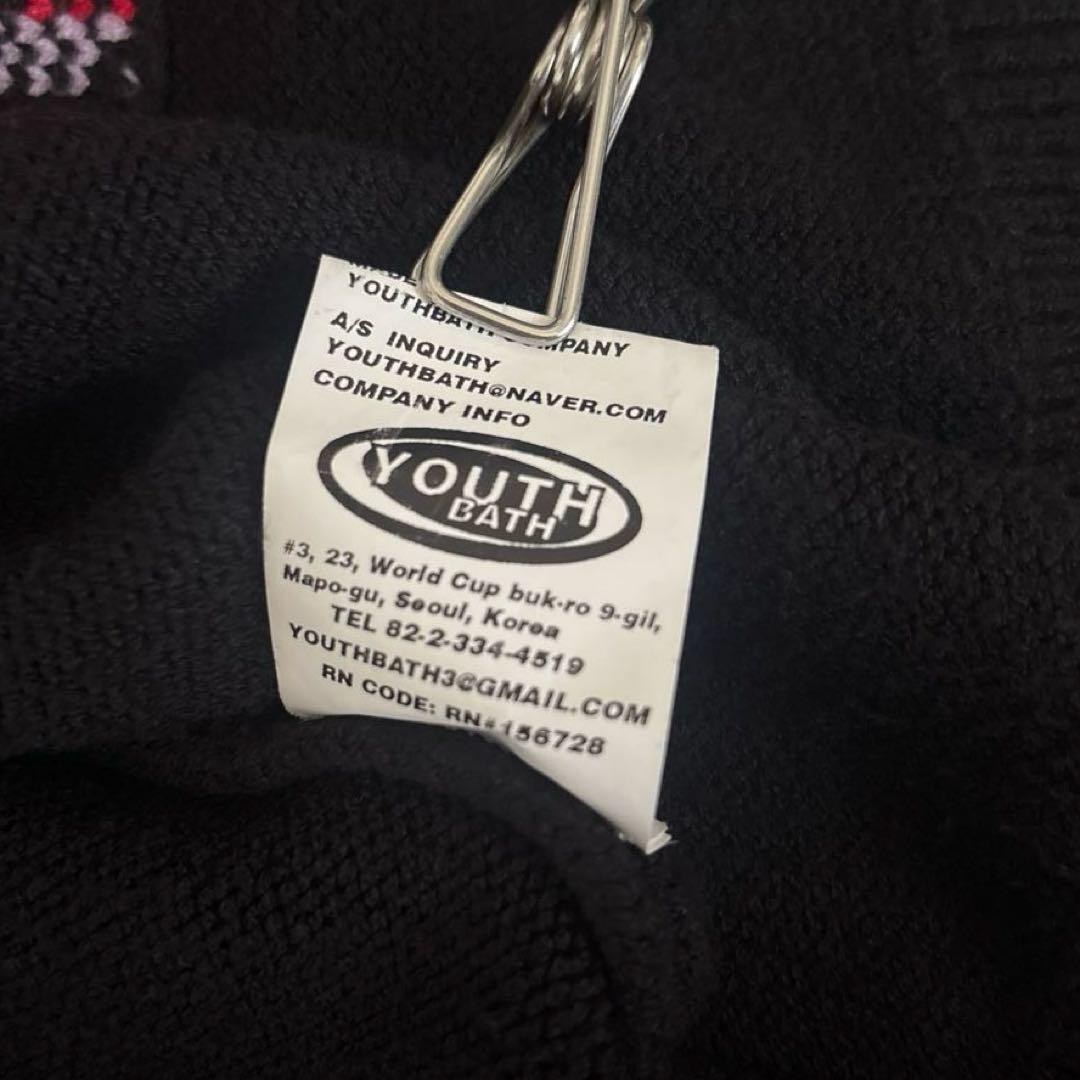 MADE
YOUTHBATH COMPANY
A/S INQUIRY
YOUTHBATH@NAVER.COM
COMPANY INFO
YOUTH
BATH
#3, 23, World Cup buk-ro 9-gil,
Mapo-gu, Seoul, Korea
TEL 82-2-334-4519
YOUTHBATH3@GMAIL.COM
RN CODE: RN#156728